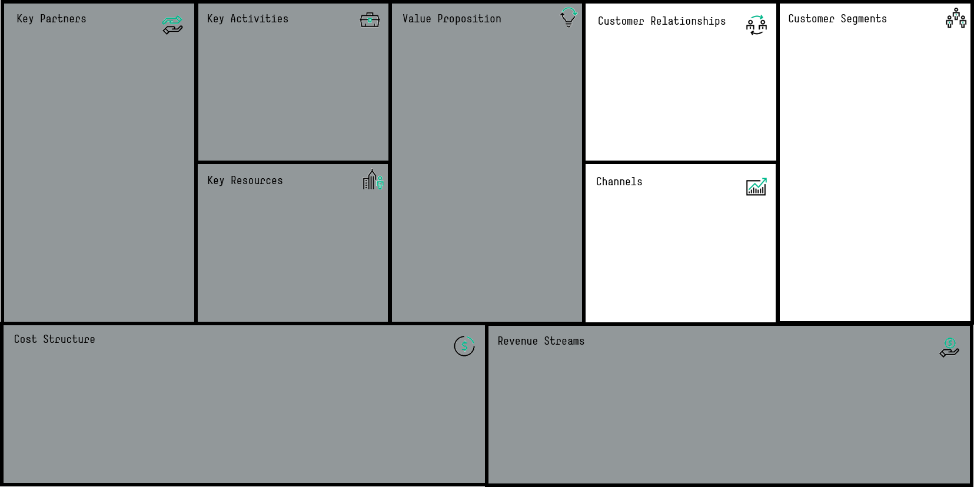 Key Partners
Key Activities
Value Proposition
Customer Relationships
Customer Segments
Key Resources
Channels
Cost Structure
Revenue Streams